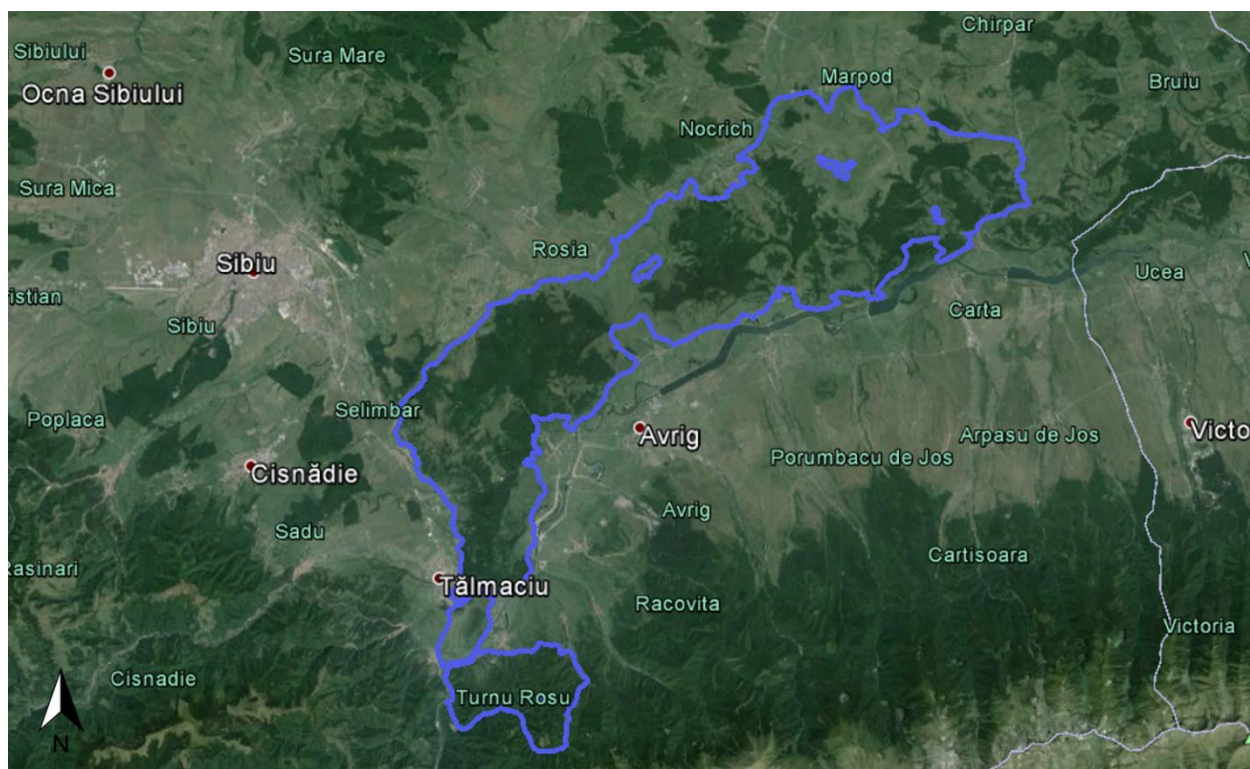 Chirpar
Sibiului
Sura Mare
Marpod
Bruiu
Ocna Sibiului
Nocrich
Sura Mica
Rosia
Sibiu
Ucea
ristian
Carta
Sibiu
Selimbar
Poplaca
Avrig
Victo
Arpasu de Jos
Porumbacu de Jos
Cisnădie
Avrig
Sadu
Cartisoara
Rasinari
Tălmaciu
Racovita
Victoria
Cisnadie
Turnu Rosu
N